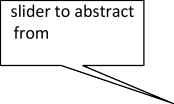 slider to abstract
from